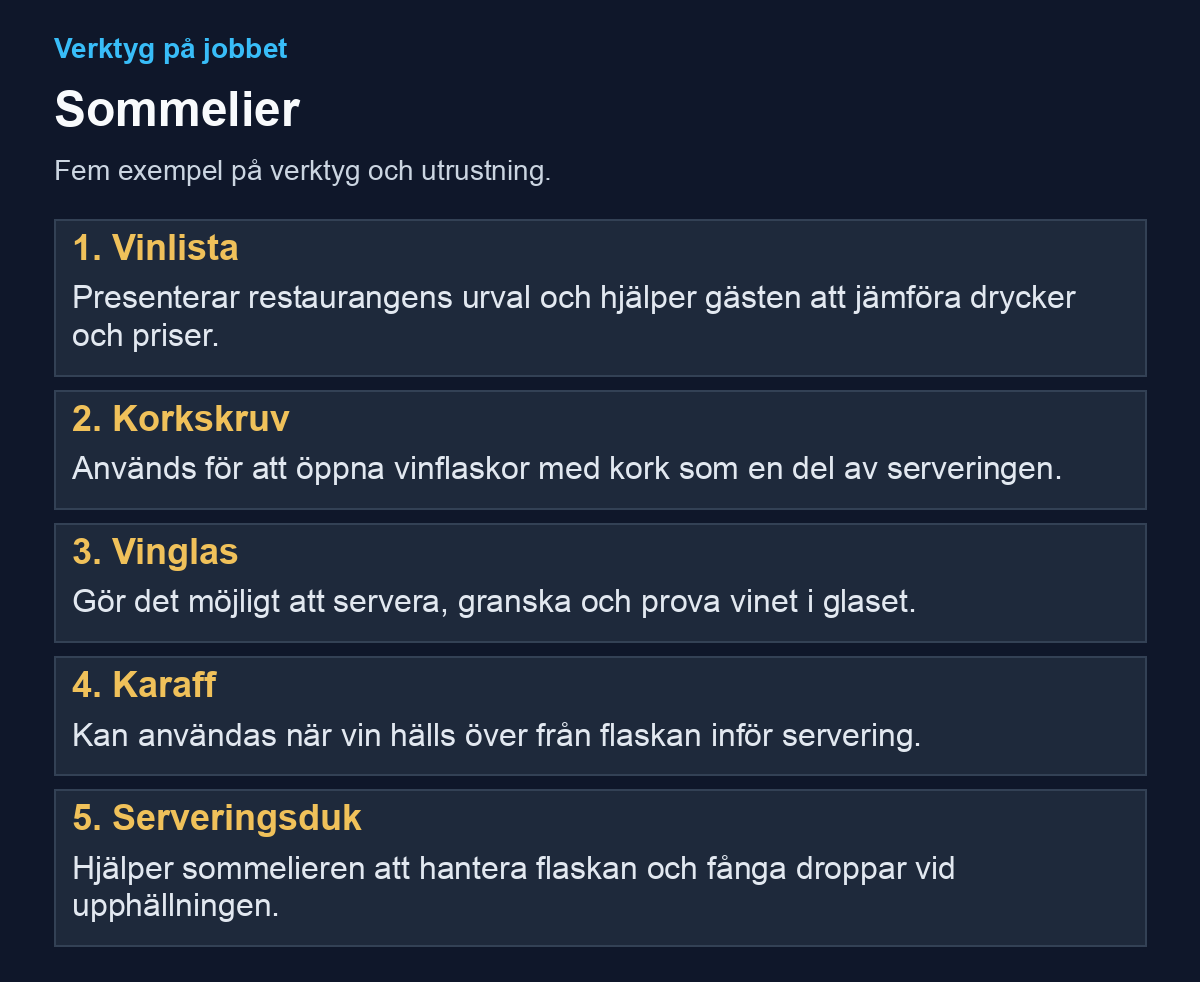 Verktyg på jobbet
Sommelier
Fem exempel på verktyg och utrustning.
1. Vinlista
Presenterar restaurangens urval och hjälper gästen att jämföra drycker
och priser.
2. Korkskruv
Används för att öppna vinflaskor med kork som en del av serveringen.
3. Vinglas
Gör det möjligt att servera, granska och prova vinet i glaset.
4. Karaff
Kan användas när vin hälls över från flaskan inför servering.
5. Serveringsduk
Hjälper sommelieren att hantera flaskan och fånga droppar vid
upphällningen.